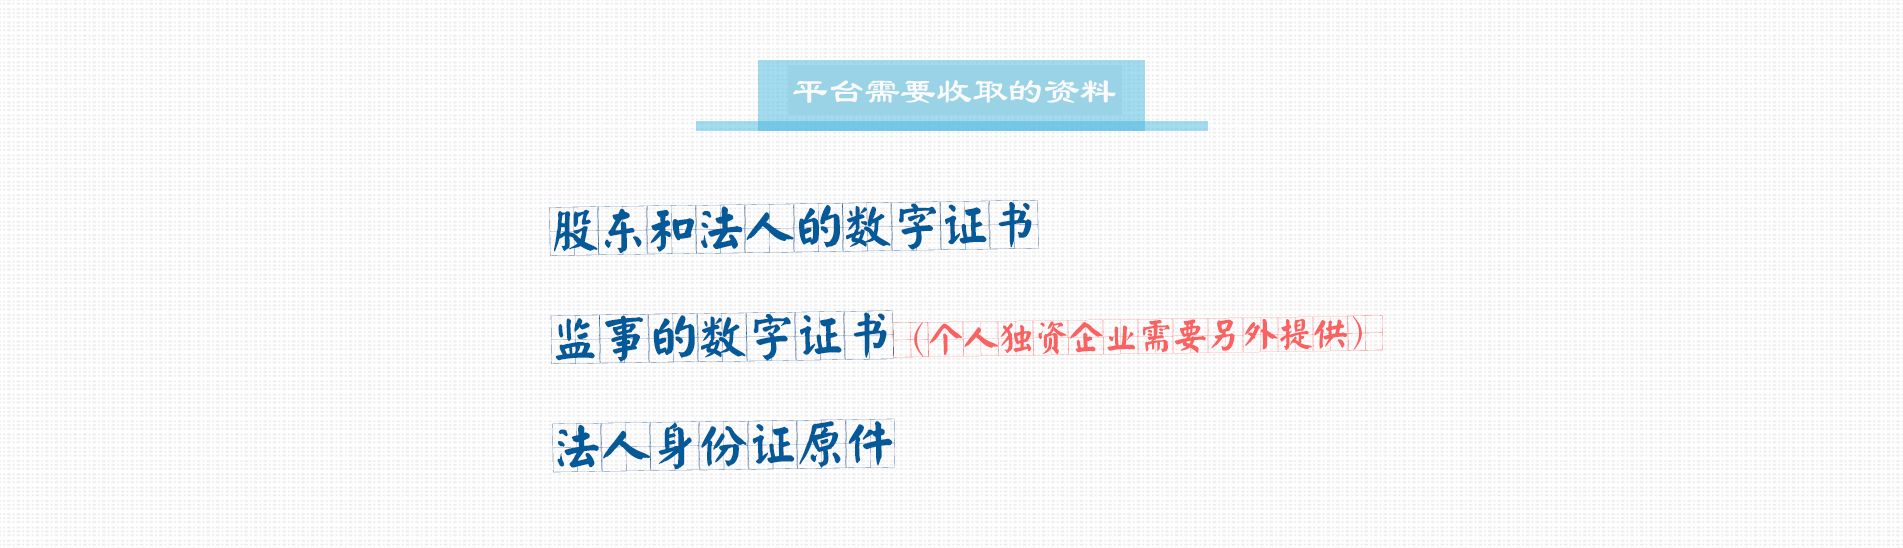 平台需要收取的资料
股东和法人的数字证书
监事的数字证书（个人独资企业需要另外提供）
法人身份证原件